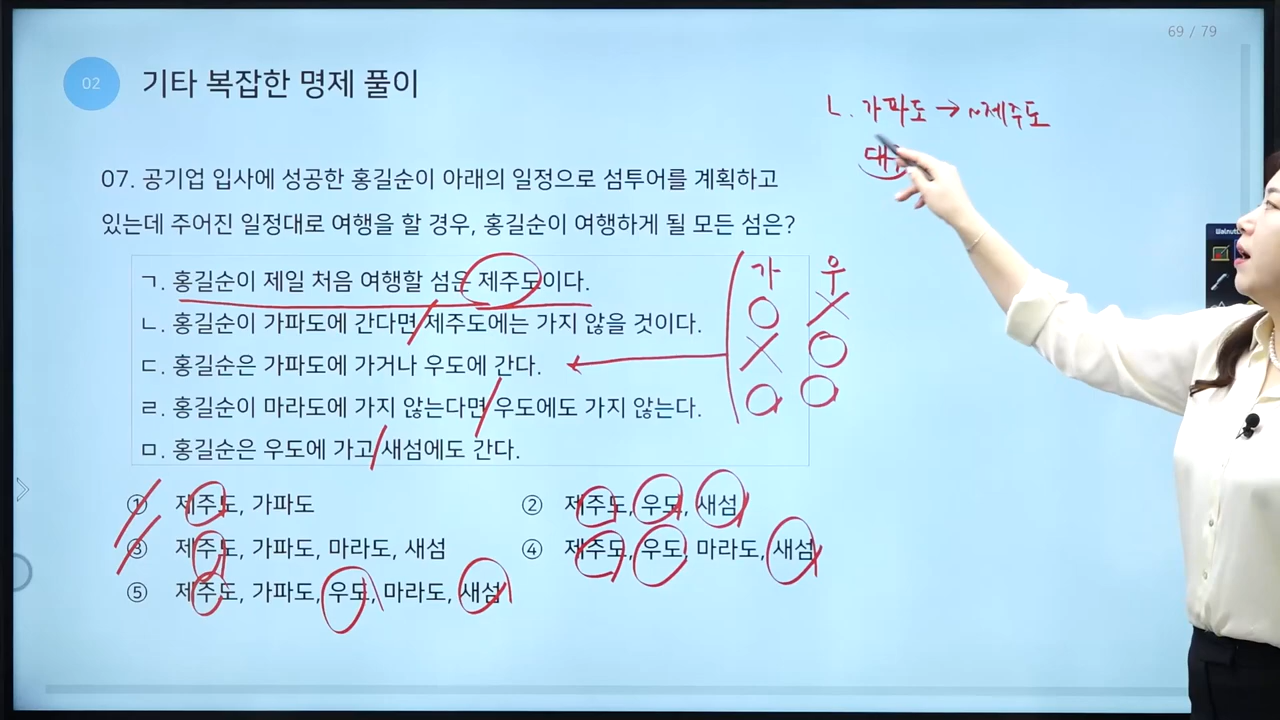 69 / 79
02
기타 복잡한 명제 풀이
ㄴ. 가파도 → ~제주도
대
07. 공기업 입사에 성공한 홍길순이 아래의 일정으로 섬투어를 계획하고
있는데 주어진 일정대로 여행을 할 경우, 홍길순이 여행하게 될 모든 섬은?
ㄱ. 홍길순이 제일 처음 여행할 섬은 제주도이다.
ㄴ. 홍길순이 가파도에 간다면 제주도에는 가지 않을 것이다.
ㄷ. 홍길순은 가파도에 가거나 우도에 간다.
ㄹ. 홍길순이 마라도에 가지 않는다면 우도에도 가지 않는다.
ㅁ. 홍길순은 우도에 가고 새섬에도 간다.
가 우
O X
X O
O O
① 제주도, 가파도
② 제주도, 우도, 새섬
③ 제주도, 가파도, 마라도, 새섬
④ 제주도, 우도, 마라도, 새섬
⑤ 제주도, 가파도, 우도, 마라도, 새섬